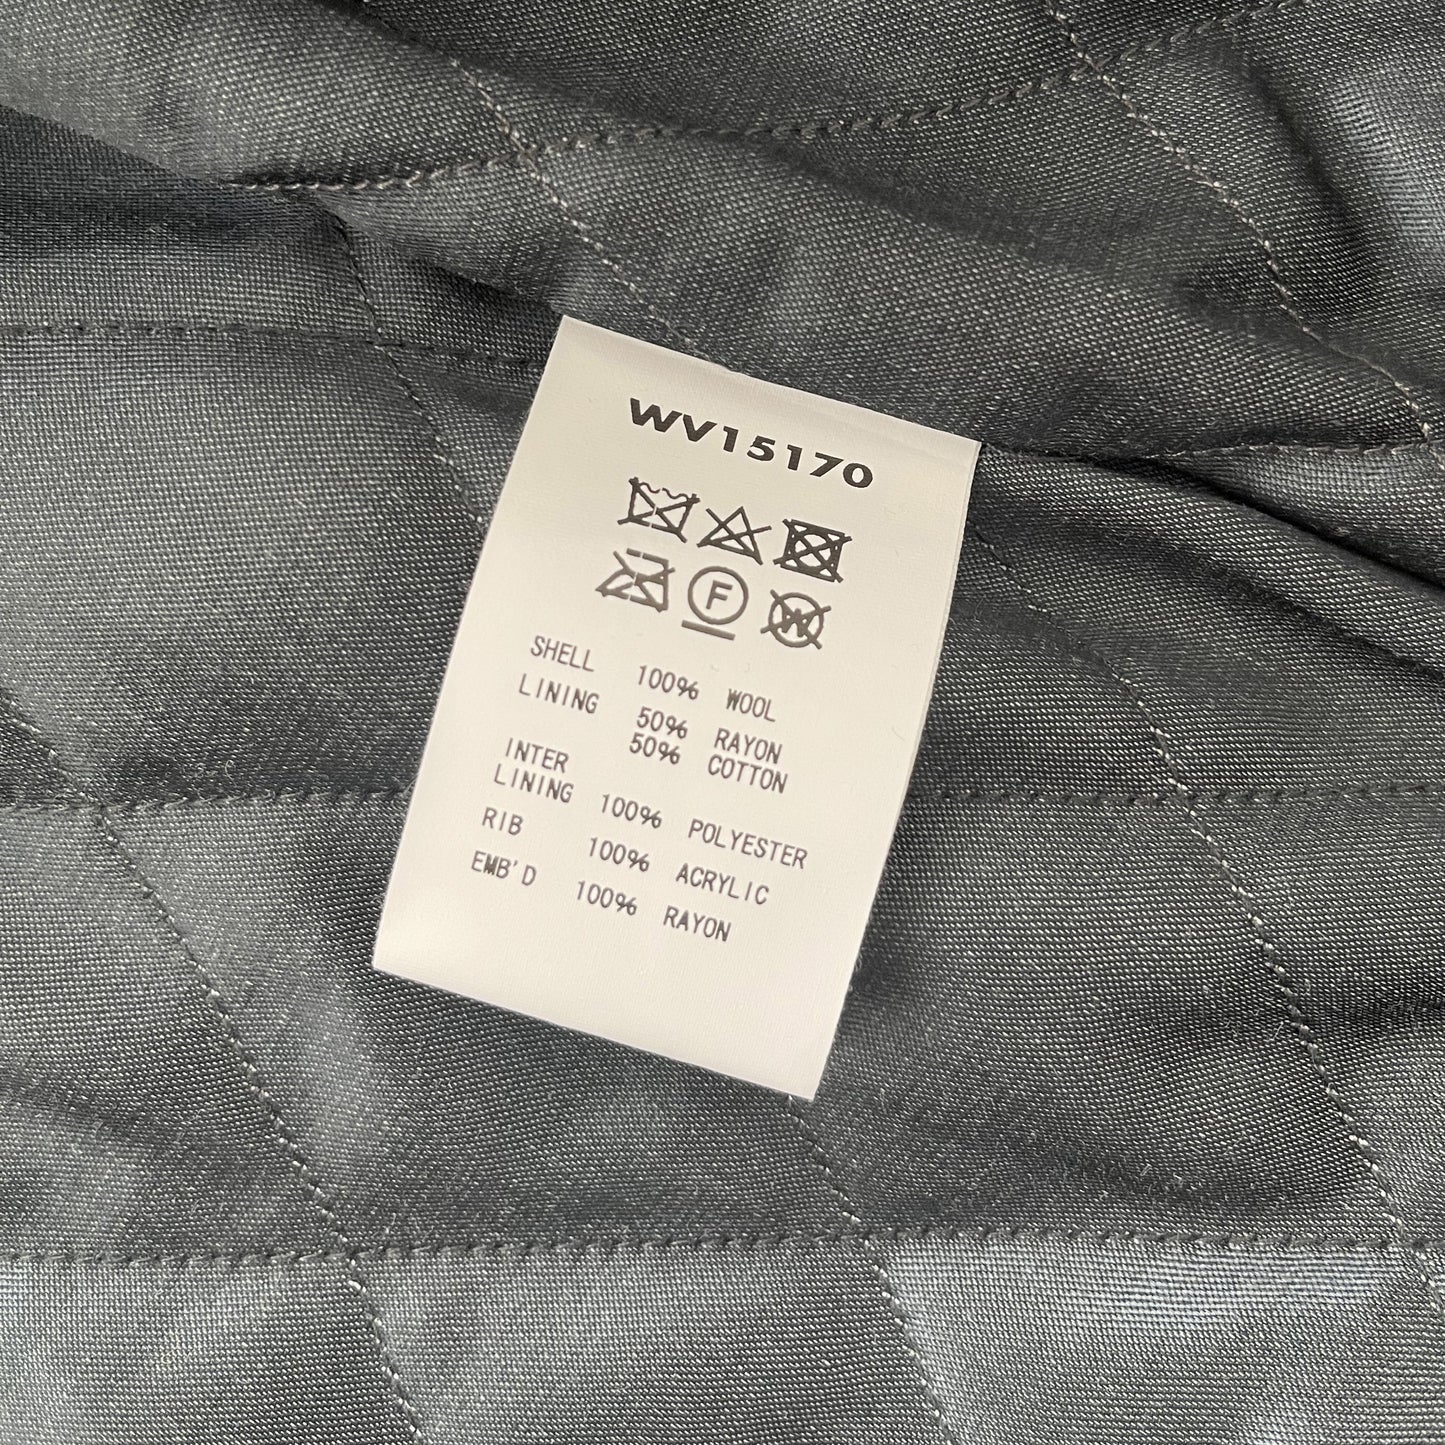 WV15170
F W
SHELL 100% WOOL
LINING 50% RAYON
50% COTTON
INTER
LINING 100% POLYESTER
RIB 100% ACRYLIC
EMB'D 100% RAYON